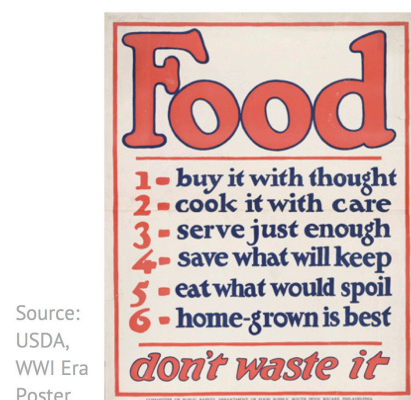 Food
1- buy it with thought
2- cook it with care
3- serve just enough
4- save what will keep
5- eat what would spoil
6- home-grown is best
don't waste it
Source:
USDA,
WWI Era
Poster